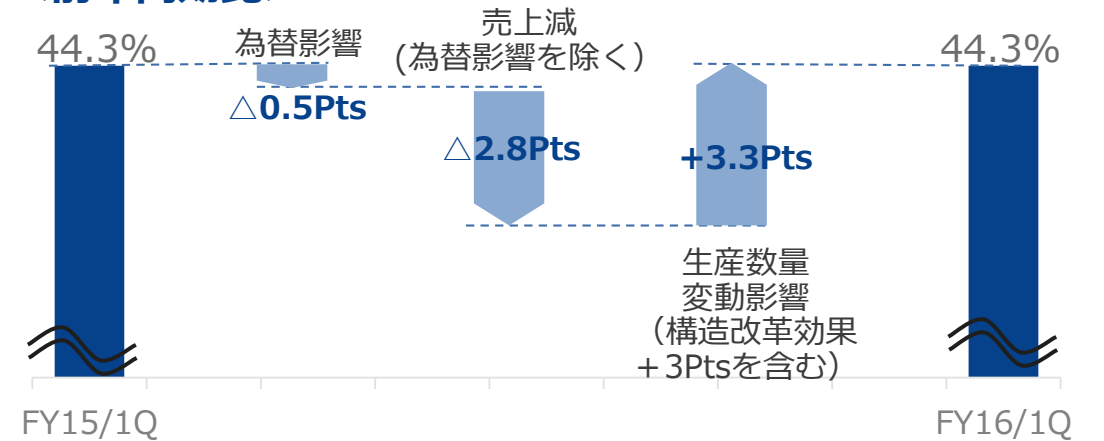 44.3%
為替影響
△0.5Pts
売上減
(為替影響を除く)
△2.8Pts
+3.3Pts
生産数量
変動影響
（構造改革効果
＋3Ptsを含む）
44.3%
FY15/1Q
FY16/1Q